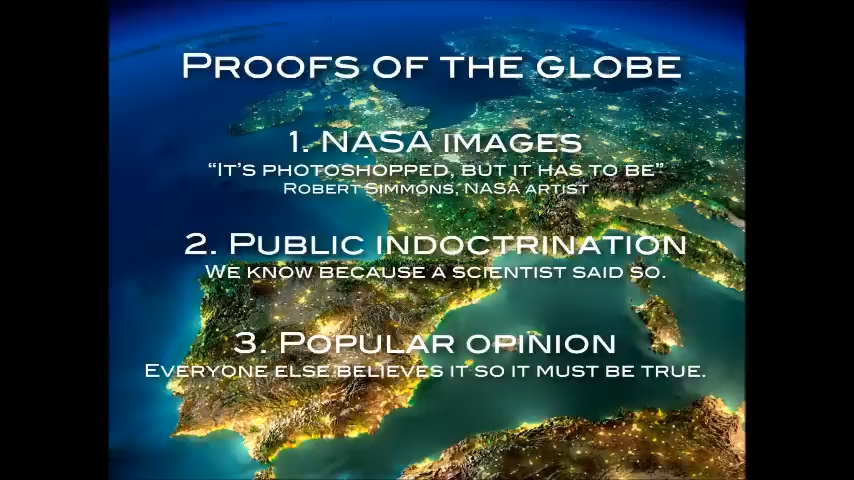 PROOFS OF THE GLOBE
1. NASA IMAGES
“IT'S PHOTOSHOPPED, BUT IT HAS TO BE”
ROBERT SIMMONS, NASA ARTIST
2. PUBLIC INDOCTRINATION
WE KNOW BECAUSE A SCIENTIST SAID SO.
3. POPULAR OPINION
EVERYONE ELSE BELIEVES IT SO IT MUST BE TRUE.